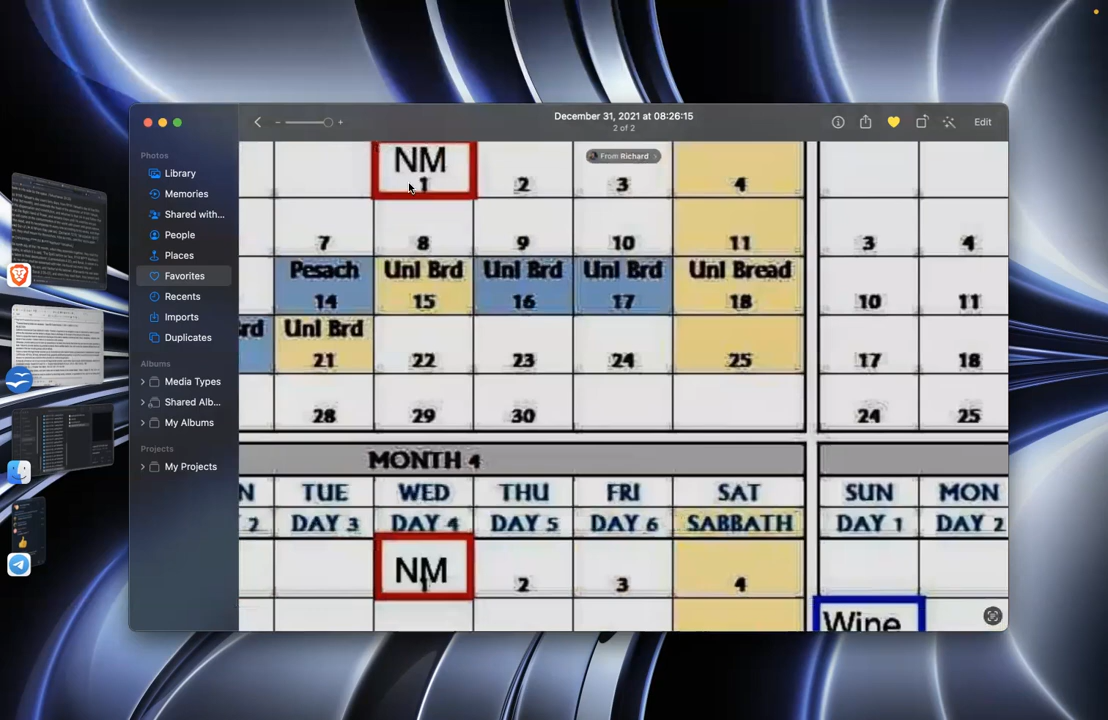 December 31, 2021 at 08:26:15
2 of 2
Edit
Photos
Library
Memories
Shared with...
People
Places
Favorites
Recents
Imports
Duplicates
Albums
Media Types
Shared Alb...
My Albums
Projects
My Projects
From Richard
NM
1 2 3 4
7 8 9 10 11 3 4
Pesach Unl Brd Unl Brd Unl Brd Unl Bread
14 15 16 17 18 10 11
rd Unl Brd
21 22 23 24 25 17 18
28 29 30 24 25
MONTH 4
N TUE WED THU FRI SAT SUN MON
2 DAY 3 DAY 4 DAY 5 DAY 6 SABBATH DAY 1 DAY 2
NM
1 2 3 4
Wine